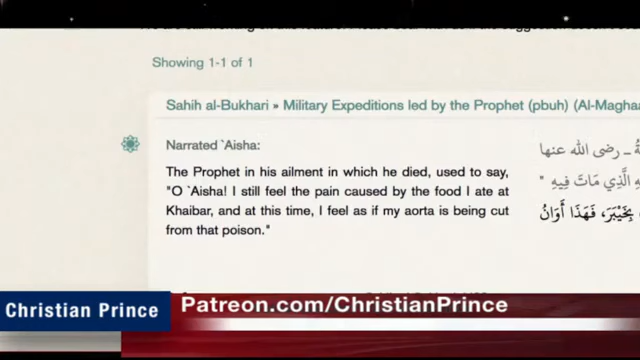 Showing 1-1 of 1
Sahih al-Bukhari » Military Expeditions led by the Prophet (pbuh) (Al-Maghaa
Narrated `Aisha:
ـ رضى الله عنها
The Prophet in his ailment in which he died, used to say,
الَّذِي مَاتَ فِيهِ "
"O `Aisha! I still feel the pain caused by the food I ate at
Khaibar, and at this time, I feel as if my aorta is being cut
بِخَيْبَرَ، فَهَذَا أَوَانُ
from that poison."
Christian Prince
Patreon.com/ChristianPrince